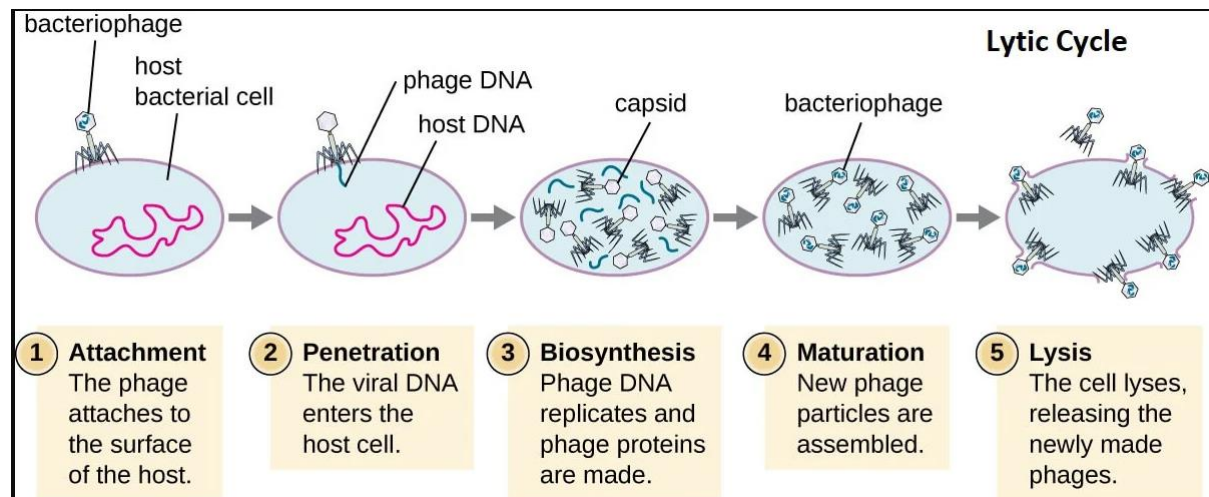 bacteriophage
Lytic Cycle
host
bacterial cell
phage DNA
host DNA
capsid
bacteriophage
1 Attachment
The phage
attaches to
the surface
of the host.
2 Penetration
The viral DNA
enters the
host cell.
3 Biosynthesis
Phage DNA
replicates and
phage proteins
are made.
4 Maturation
New phage
particles are
assembled.
5 Lysis
The cell lyses,
releasing the
newly made
phages.